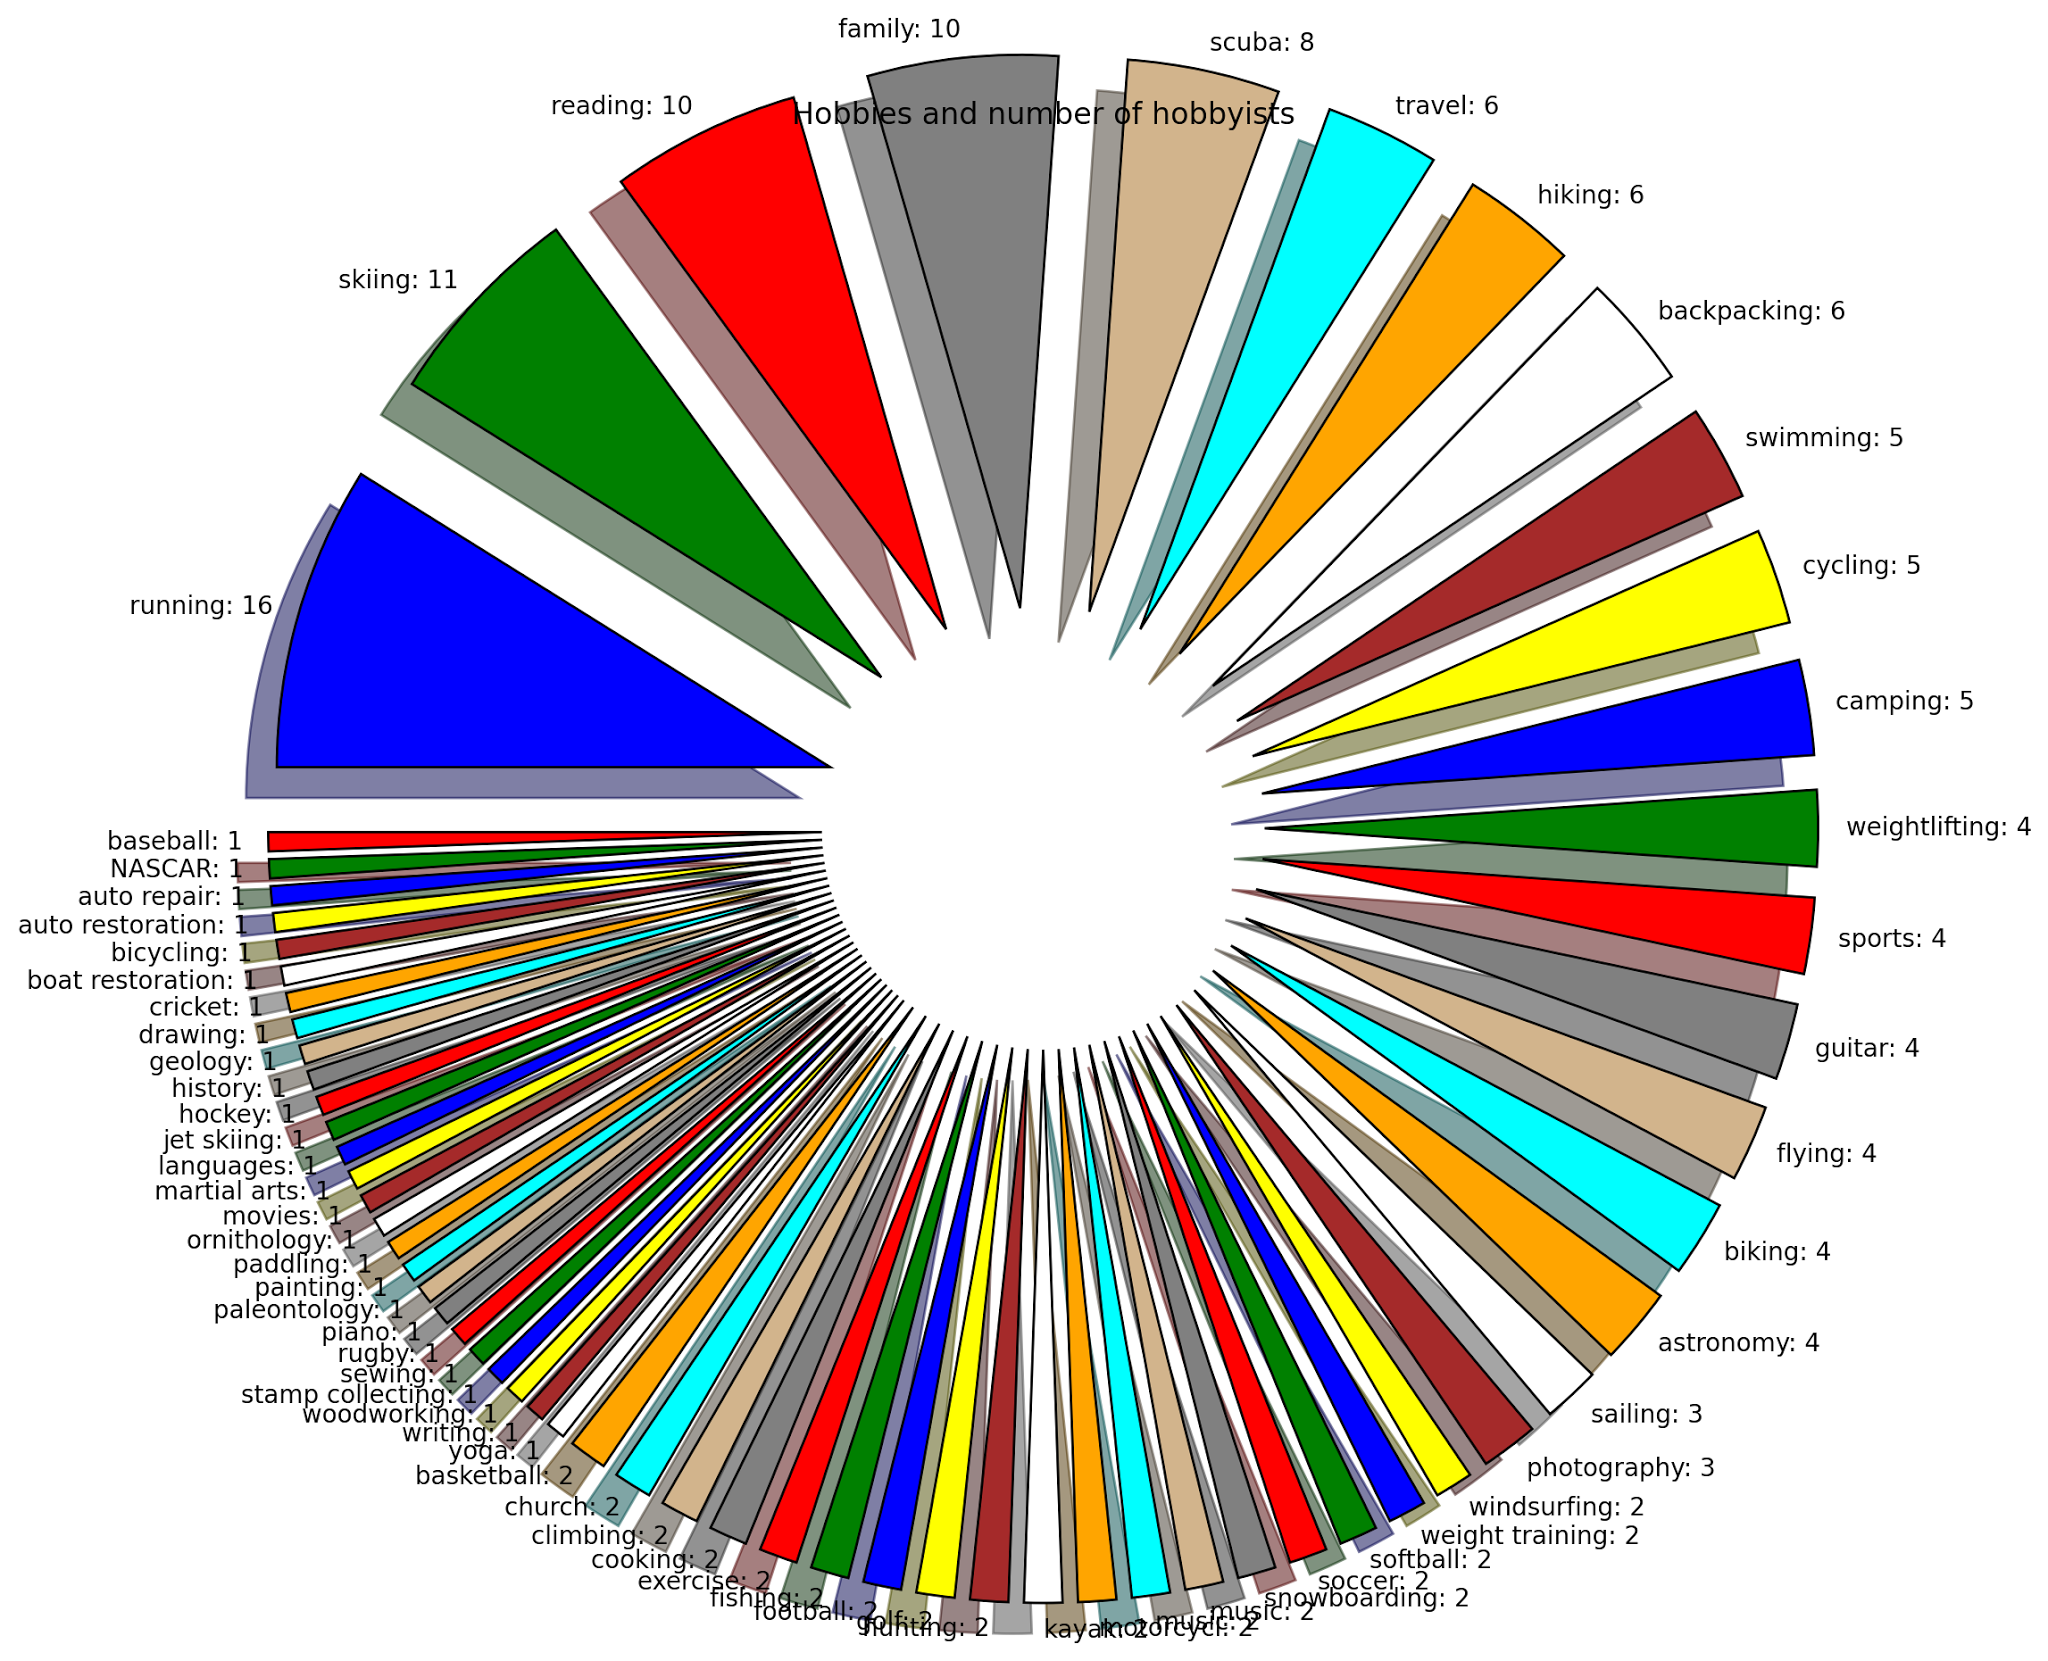 Hobbies and number of hobbyists
family: 10
scuba: 8
travel: 6
hiking: 6
backpacking: 6
swimming: 5
cycling: 5
camping: 5
weightlifting: 4
sports: 4
guitar: 4
flying: 4
biking: 4
astronomy: 4
sailing: 3
photography: 3
windsurfing: 2
weight training: 2
softball: 2
soccer: 2
snowboarding: 2
music: 2
music: 2
kayak: 2
hunting: 2
golf: 2
football: 2
fishing: 2
exercise: 2
cooking: 2
climbing: 2
church: 2
basketball: 2
yoga: 1
writing: 1
woodworking: 1
stamp collecting: 1
sewing: 1
rugby: 1
piano: 1
paleontology: 1
painting: 1
paddling: 1
ornithology: 1
movies: 1
martial arts: 1
languages: 1
jet skiing: 1
hockey: 1
history: 1
geology: 1
drawing: 1
cricket: 1
boat restoration: 1
bicycling: 1
auto restoration: 1
auto repair: 1
NASCAR: 1
baseball: 1
running: 16
skiing: 11
reading: 10